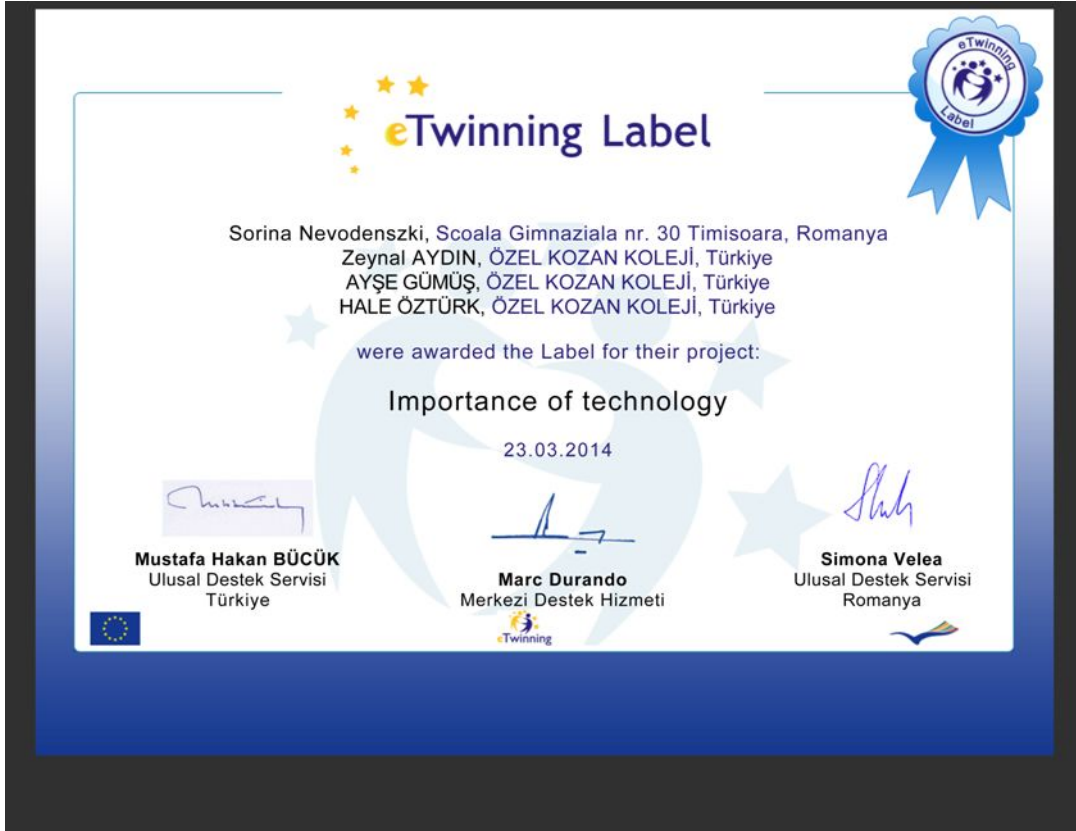 eTwinning
Label
eTwinning Label
Sorina Nevodenszki, Scoala Gimnaziala nr. 30 Timisoara, Romanya
Zeynal AYDIN, ÖZEL KOZAN KOLEJİ, Türkiye
AYŞE GÜMÜŞ, ÖZEL KOZAN KOLEJİ, Türkiye
HALE ÖZTÜRK, ÖZEL KOZAN KOLEJİ, Türkiye
were awarded the Label for their project:
Importance of technology
23.03.2014
Mustafa Hakan BÜCÜK
Ulusal Destek Servisi
Türkiye
Marc Durando
Merkezi Destek Hizmeti
eTwinning
Simona Velea
Ulusal Destek Servisi
Romanya